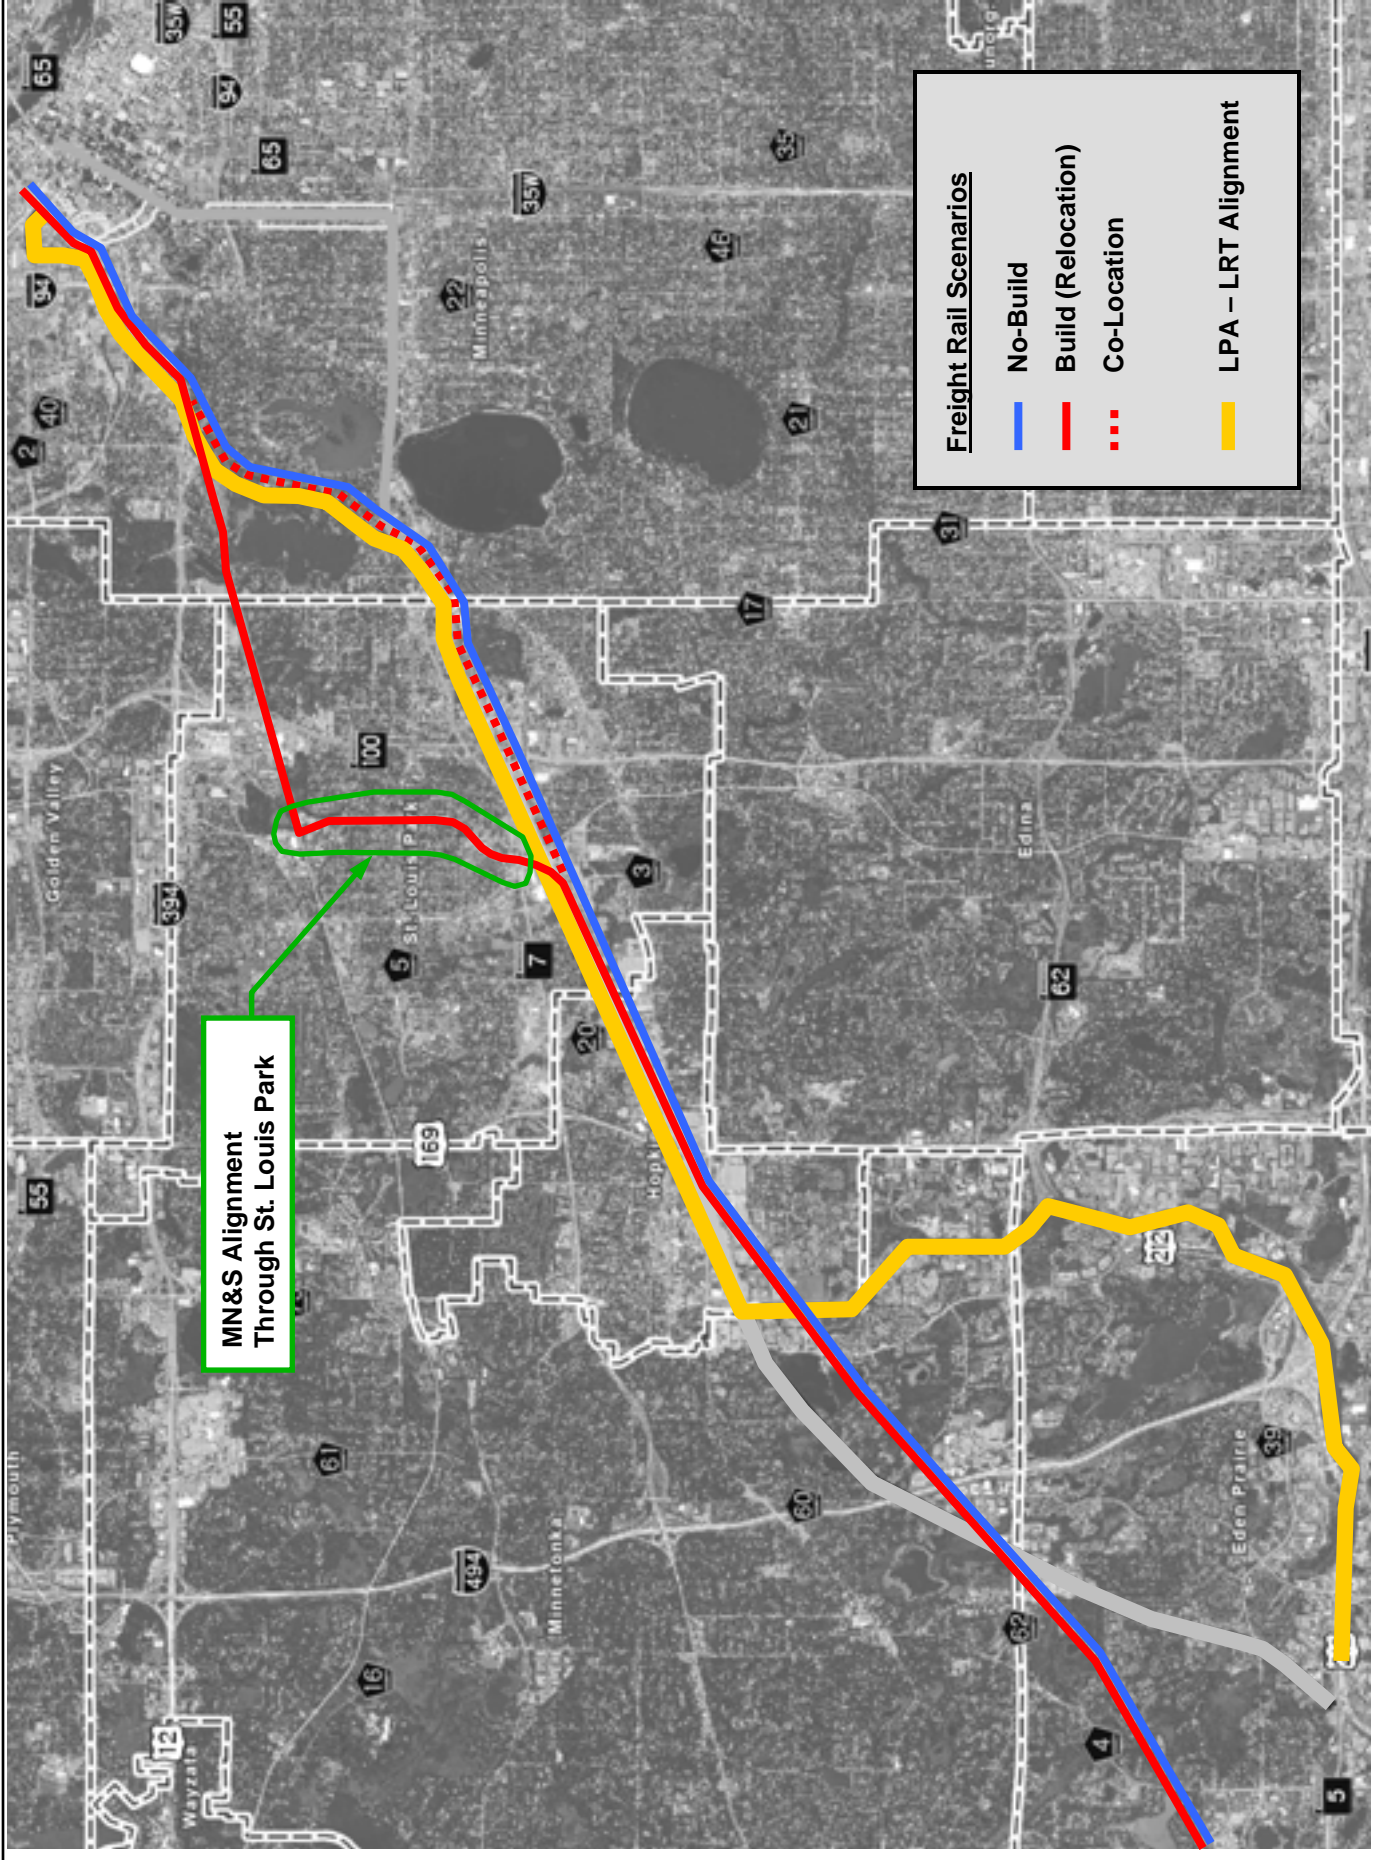 Freight Rail Scenarios
No-Build
Build (Relocation)
Co-Location
LPA – LRT Alignment
MN&S Alignment
Through St. Louis Park
Plymouth
Golden Valley
Wayzata
Minnetonka
St. Louis Park
Minneapolis
Edina
Eden Prairie
Hopk
unorg.
55
12
394
2
40
94
65
35W
55
94
65
16
494
61
169
5
100
7
20
3
22
35W
35
46
21
17
31
60
62
62
4
212
39
5